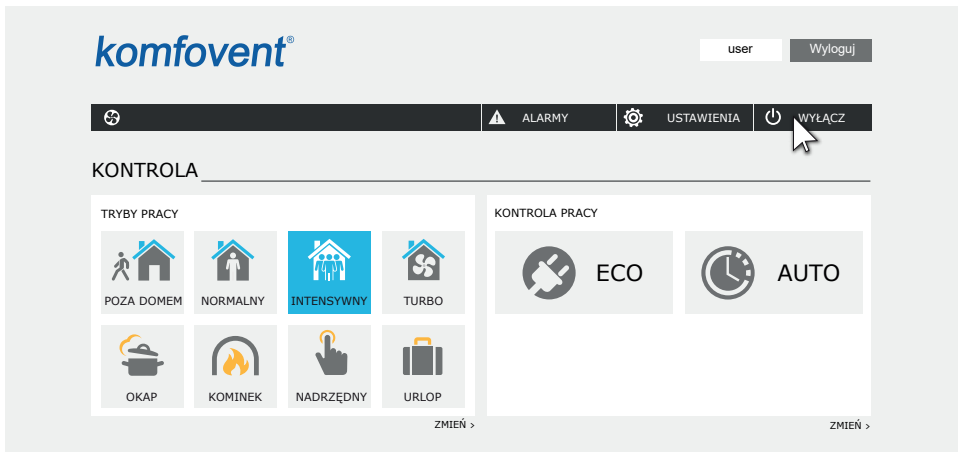 komfovent®
user Wyloguj
ALARMY USTAWIENIA WYŁĄCZ
KONTROLA
TRYBY PRACY
POZA DOMEM NORMALNY INTENSYWNY TURBO
OKAP KOMINEK NADRZĘDNY URLOP
ZMIEŃ >
KONTROLA PRACY
ECO AUTO
ZMIEŃ >